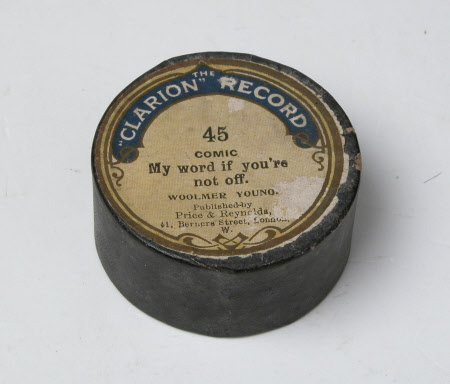 THE
"CLARION" RECORD
45
COMIC
My word if you're
not off.
WOOLMER YOUNG.
Published by
Price & Reynolds,
41, Berners Street, London,
W.